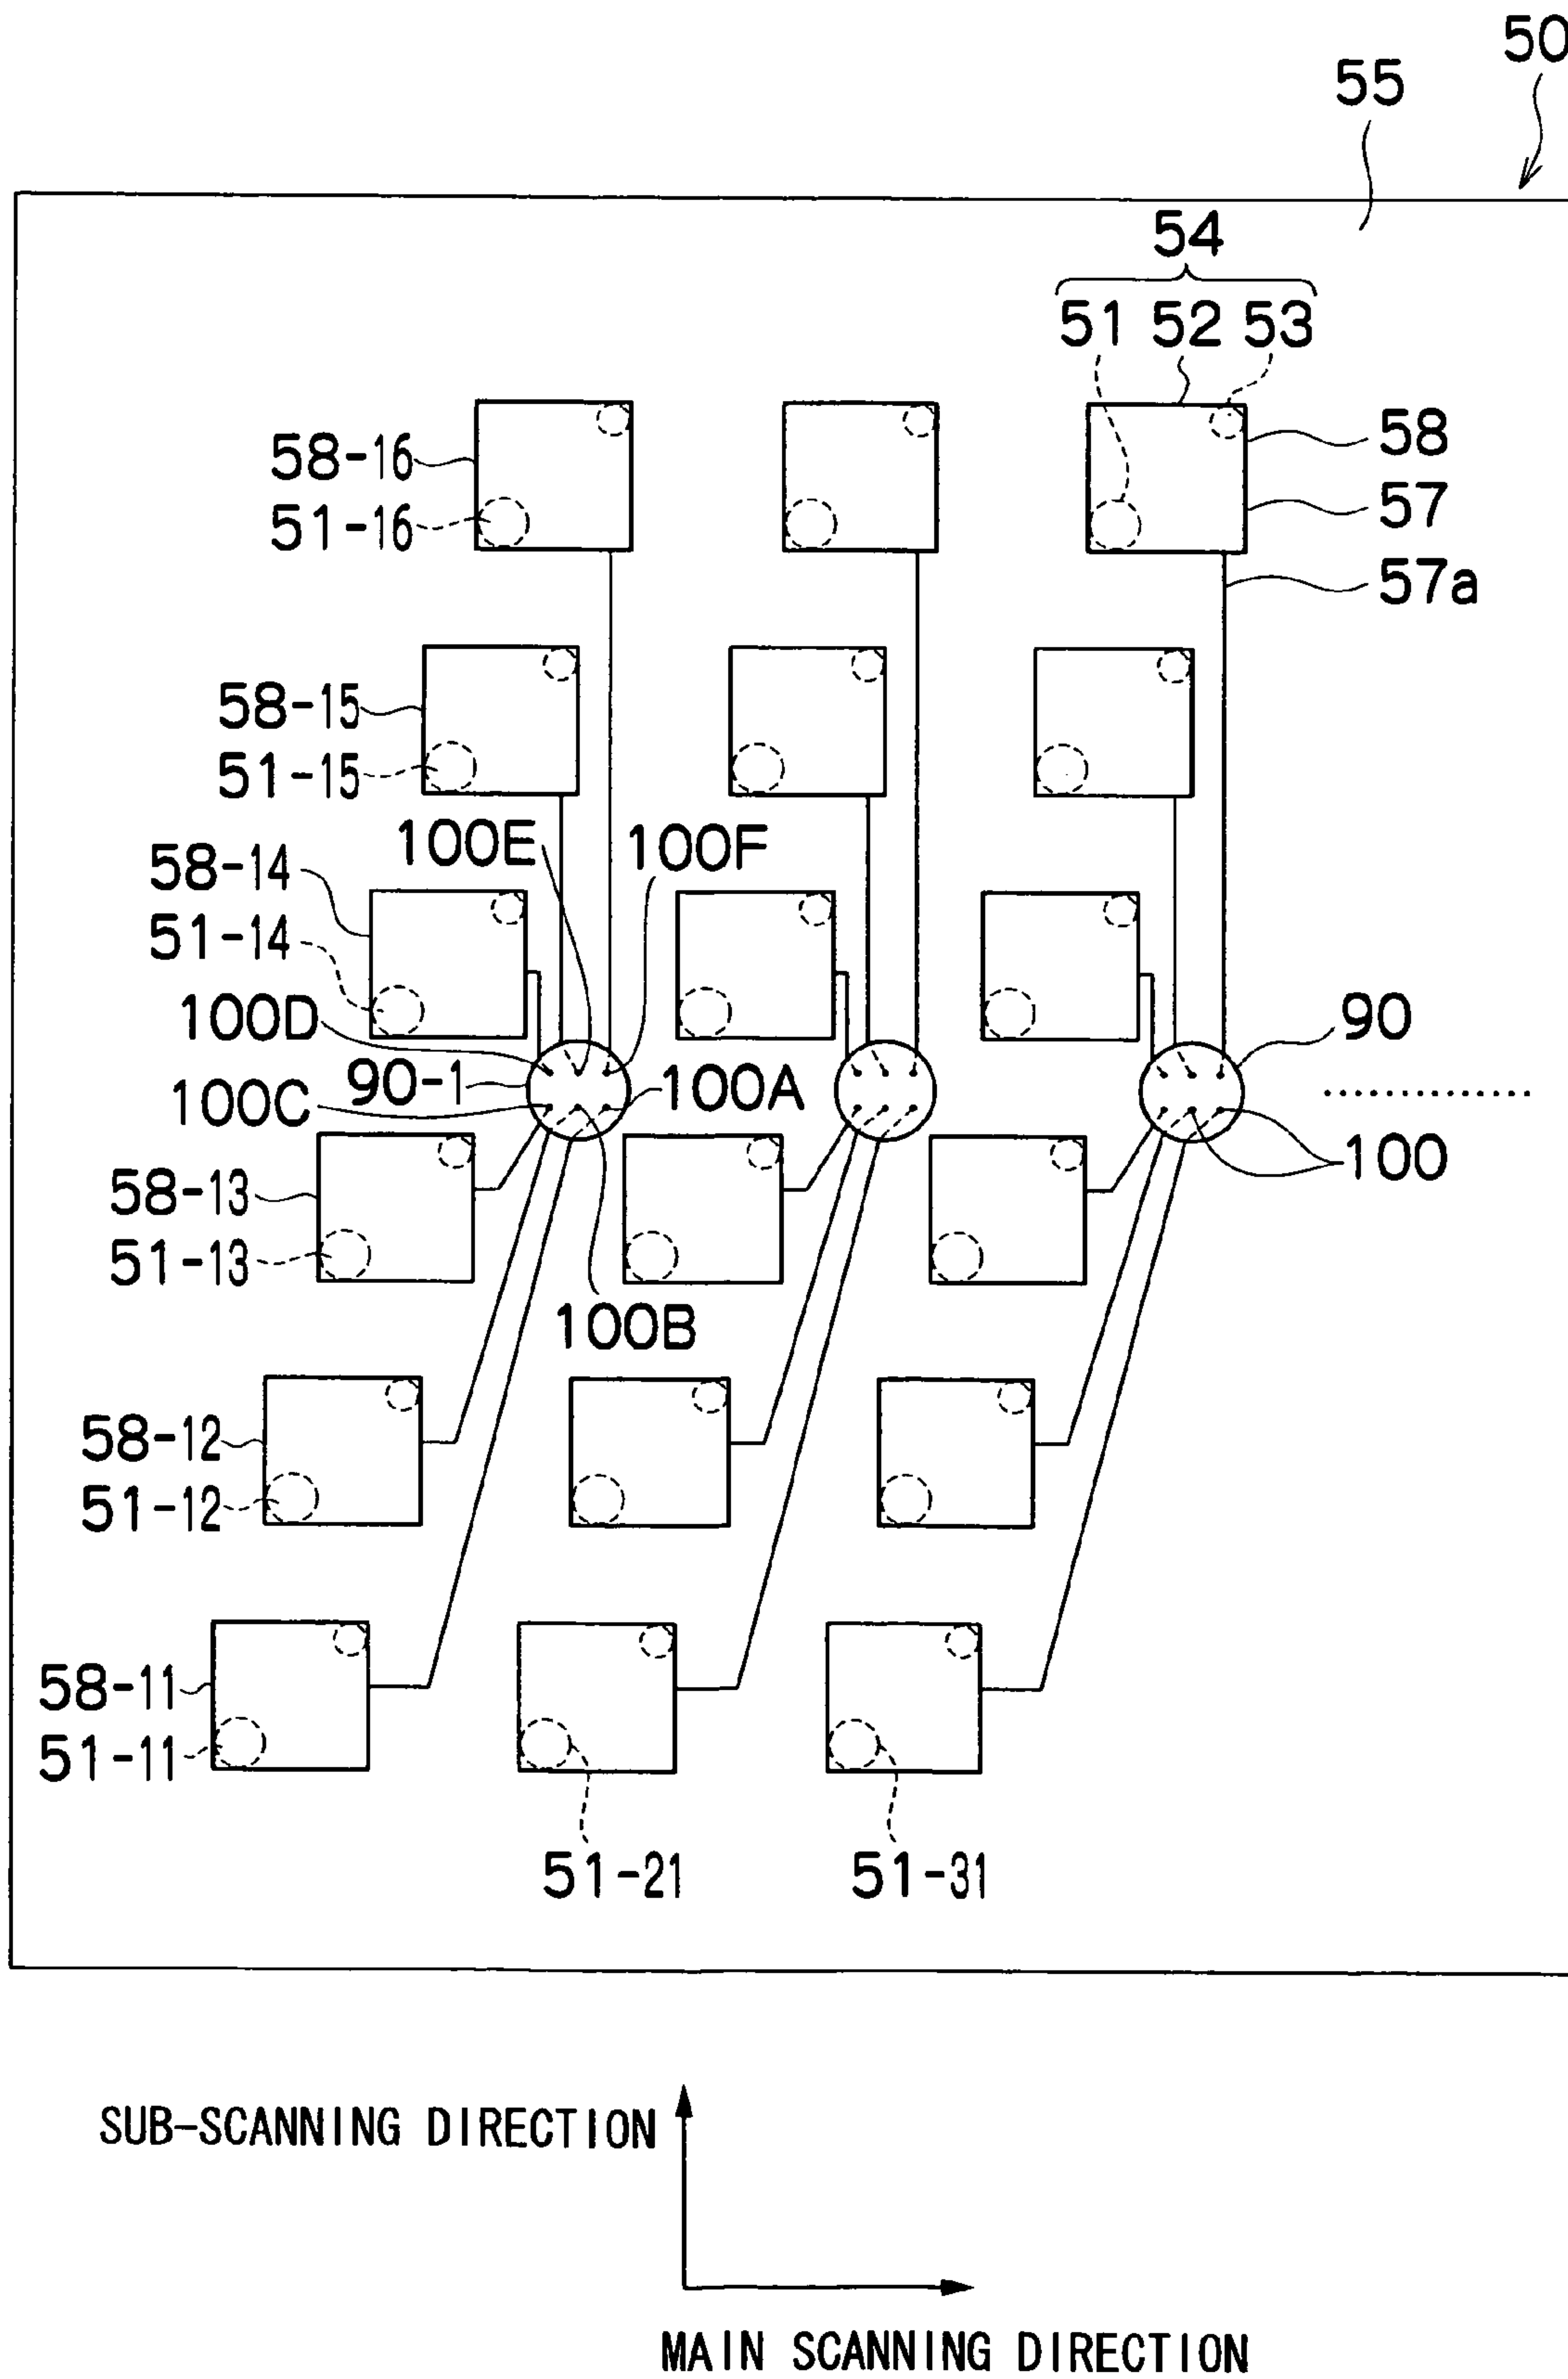 50
55
54
51 52 53
58-16
58
51-16
57
57a
58-15
51-15
100E
100F
58-14
51-14
100D
90
90-1
100A
100C
100
58-13
51-13
100B
58-12
51-12
58-11
51-11
51-21
51-31
SUB-SCANNING DIRECTION
MAIN SCANNING DIRECTION